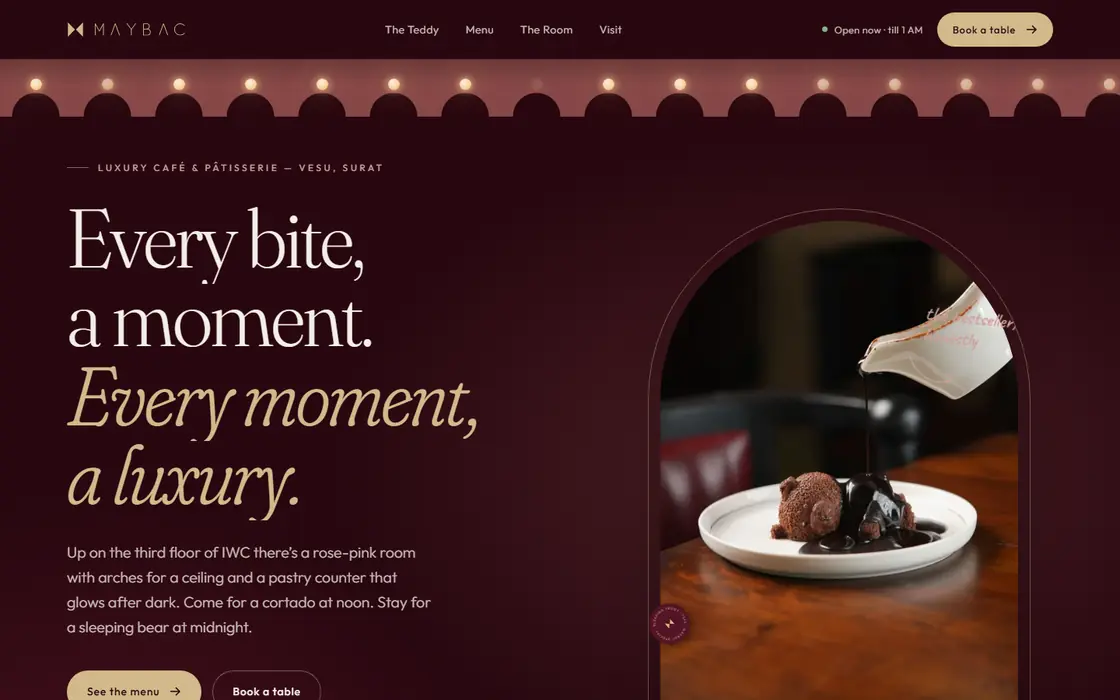 MAYBAC
The Teddy
Menu
The Room
Visit
Open now · till 1 AM
Book a table →
LUXURY CAFÉ & PÂTISSERIE — VESU, SURAT
Every bite,
a moment.
Every moment,
a luxury.
bestseller,
Up on the third floor of IWC there's a rose-pink room
with arches for a ceiling and a pastry counter that
glows after dark. Come for a cortado at noon. Stay for
a sleeping bear at midnight.
See the menu →
Book a table